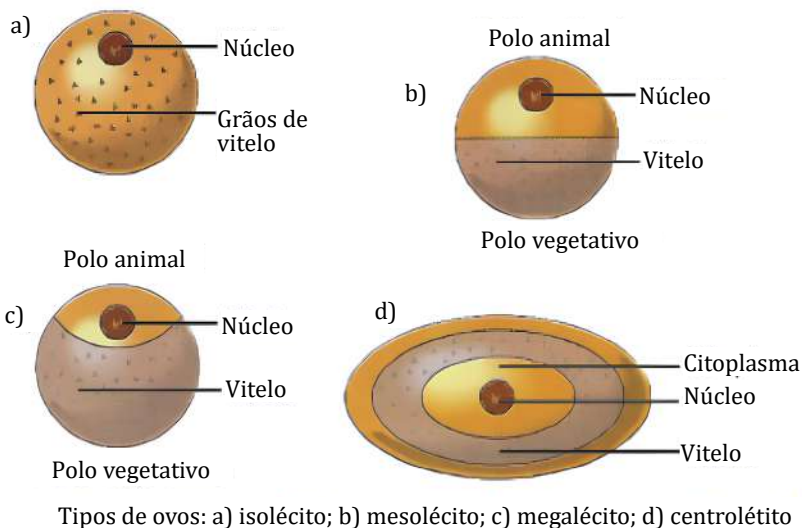 a)
Núcleo
Grãos de
vitelo
Polo animal
b)
Núcleo
Vitelo
Polo vegetativo
Polo animal
c)
Núcleo
Vitelo
Polo vegetativo
d)
Citoplasma
Núcleo
Vitelo
Tipos de ovos: a) isolécito; b) mesolécito; c) megalécito; d) centrolétito